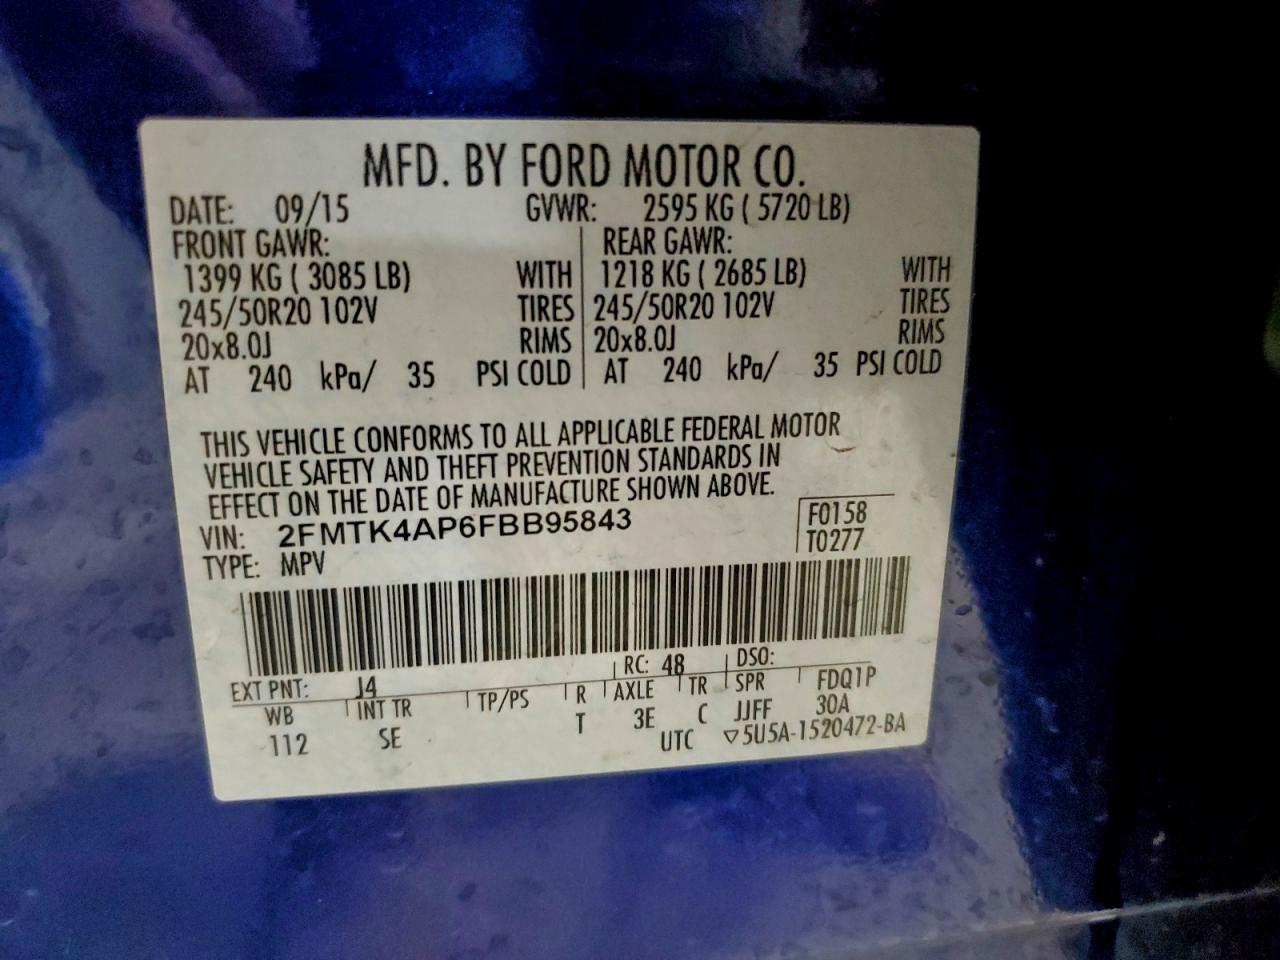 MFD. BY FORD MOTOR CO.
DATE: 09/15 GVWR: 2595 KG ( 5720 LB)
FRONT GAWR: REAR GAWR:
1399 KG ( 3085 LB) WITH 1218 KG ( 2685 LB) WITH
245/50R20 102V TIRES 245/50R20 102V TIRES
20x8.0J RIMS 20x8.0J RIMS
AT 240 kPa/ 35 PSI COLD AT 240 kPa/ 35 PSI COLD
THIS VEHICLE CONFORMS TO ALL APPLICABLE FEDERAL MOTOR
VEHICLE SAFETY AND THEFT PREVENTION STANDARDS IN
EFFECT ON THE DATE OF MANUFACTURE SHOWN ABOVE.
VIN: 2FMTK4AP6FBB95843 F0158
TYPE: MPV T0277
EXT PNT: J4 RC: 48 DSO:
WB INT TR TP/PS R AXLE TR SPR FDQ1P
112 SE T 3E C JJFF 30A
UTC ▽5U5A-1520472-BA